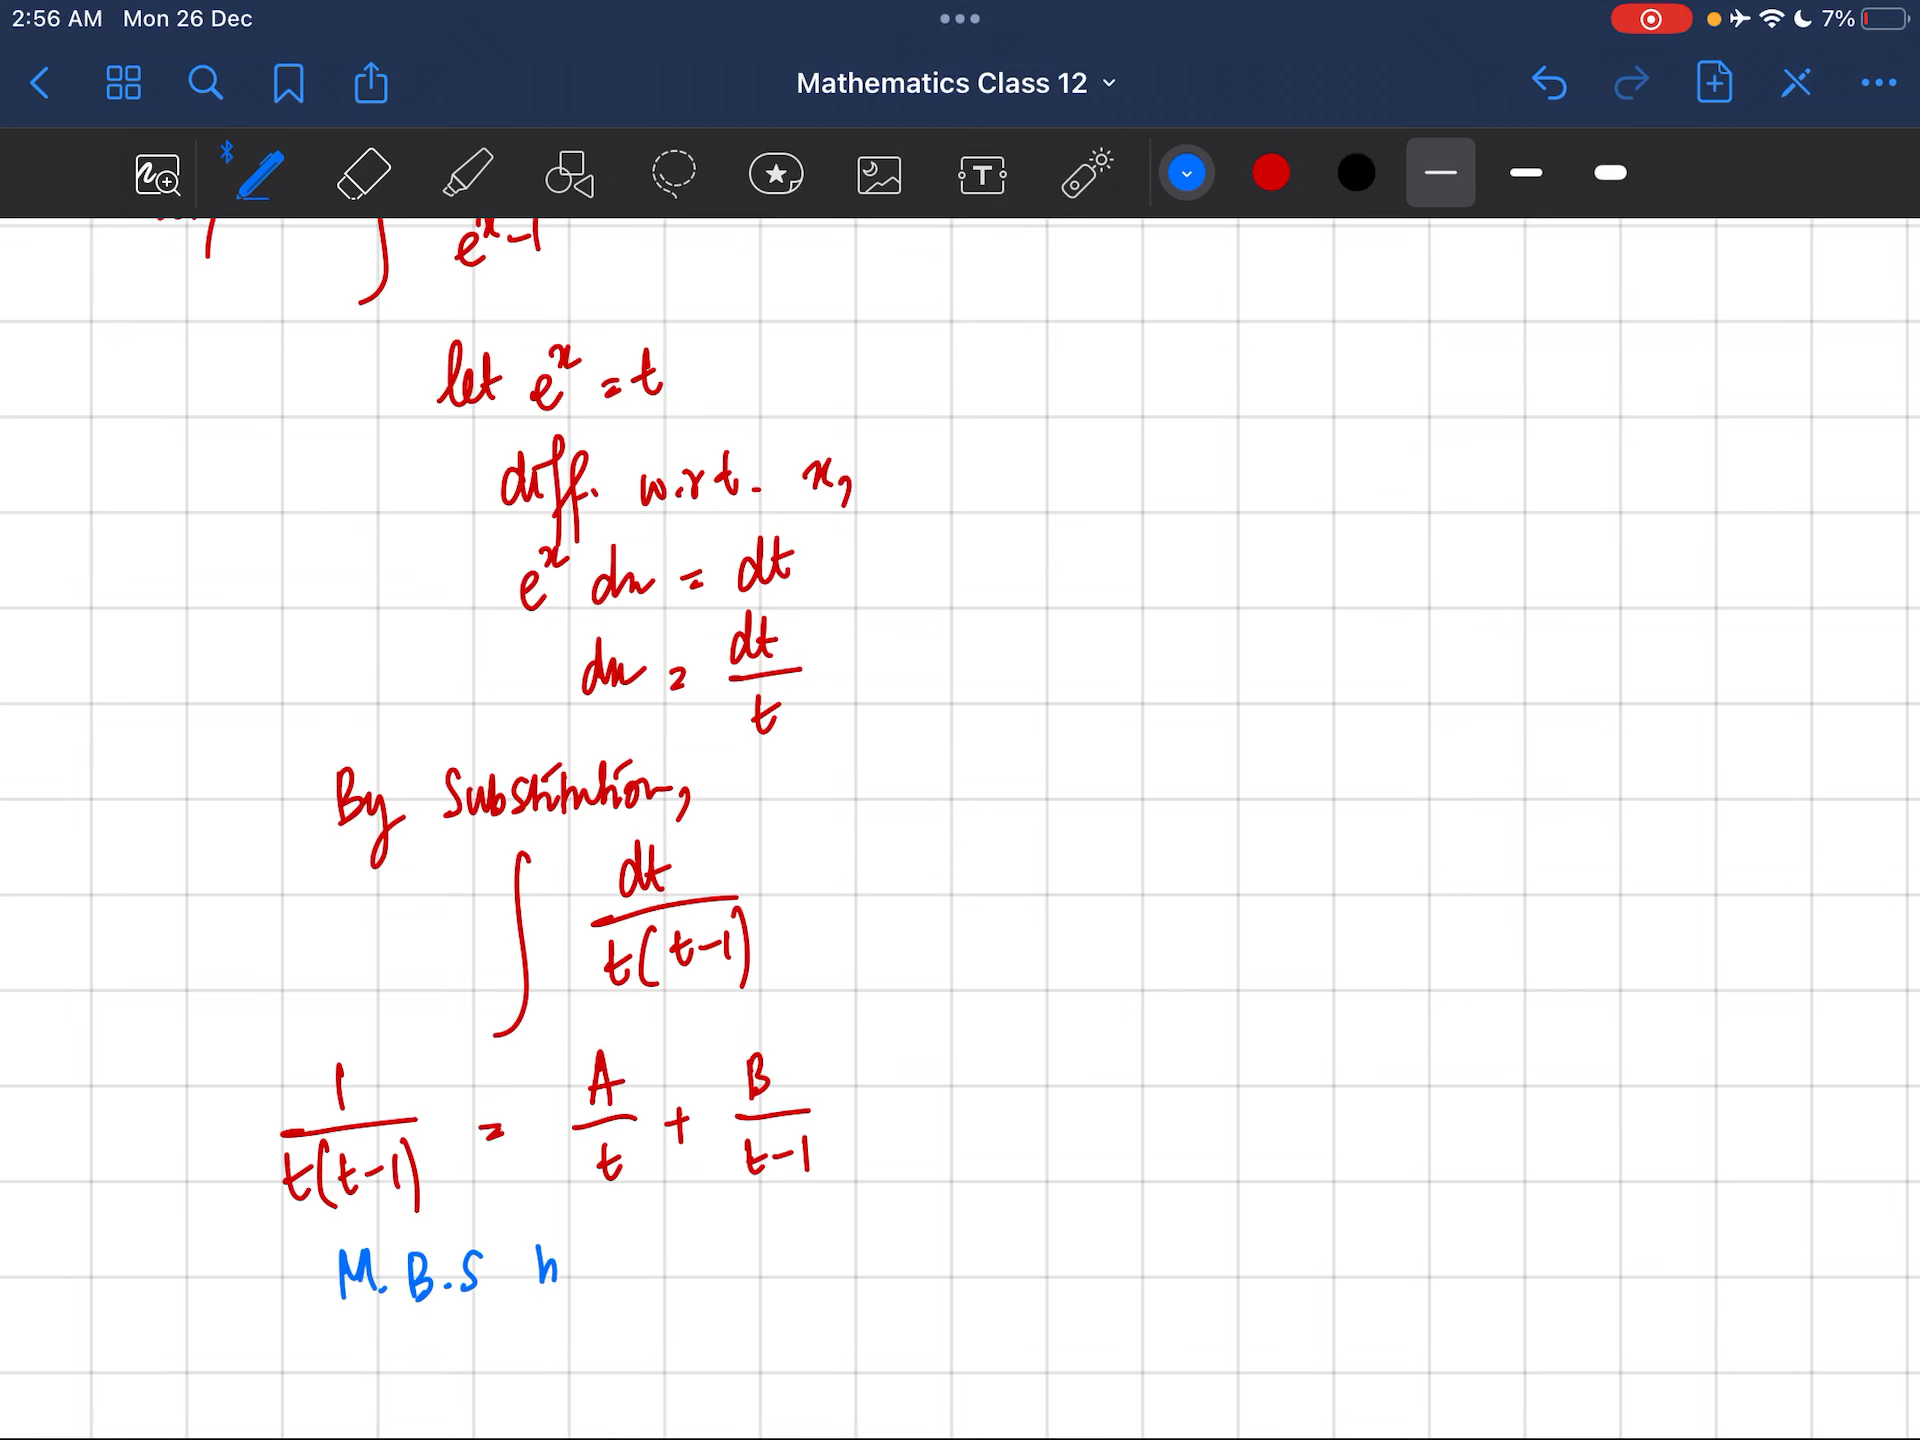 2:56 AM Mon 26 Dec
7%
Mathematics Class 12
T
∫ e^x-1
let e^x = t
diff. w.r.t. x,
e^x dx = dt
dx = dt/t
By Substitution,
∫ dt/t(t-1)
1/t(t-1) = A/t + B/t-1
M.B.S h